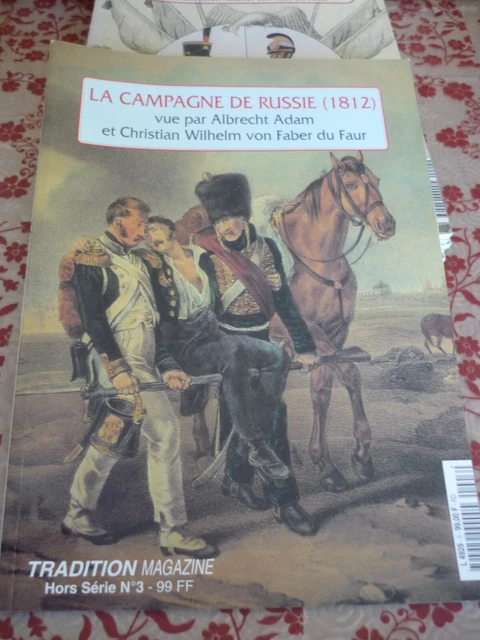 LA CAMPAGNE DE RUSSIE (1812)
vue par Albrecht Adam
et Christian Wilhelm von Faber du Faur
TRADITION MAGAZINE
Hors Série N°3 - 99 FF